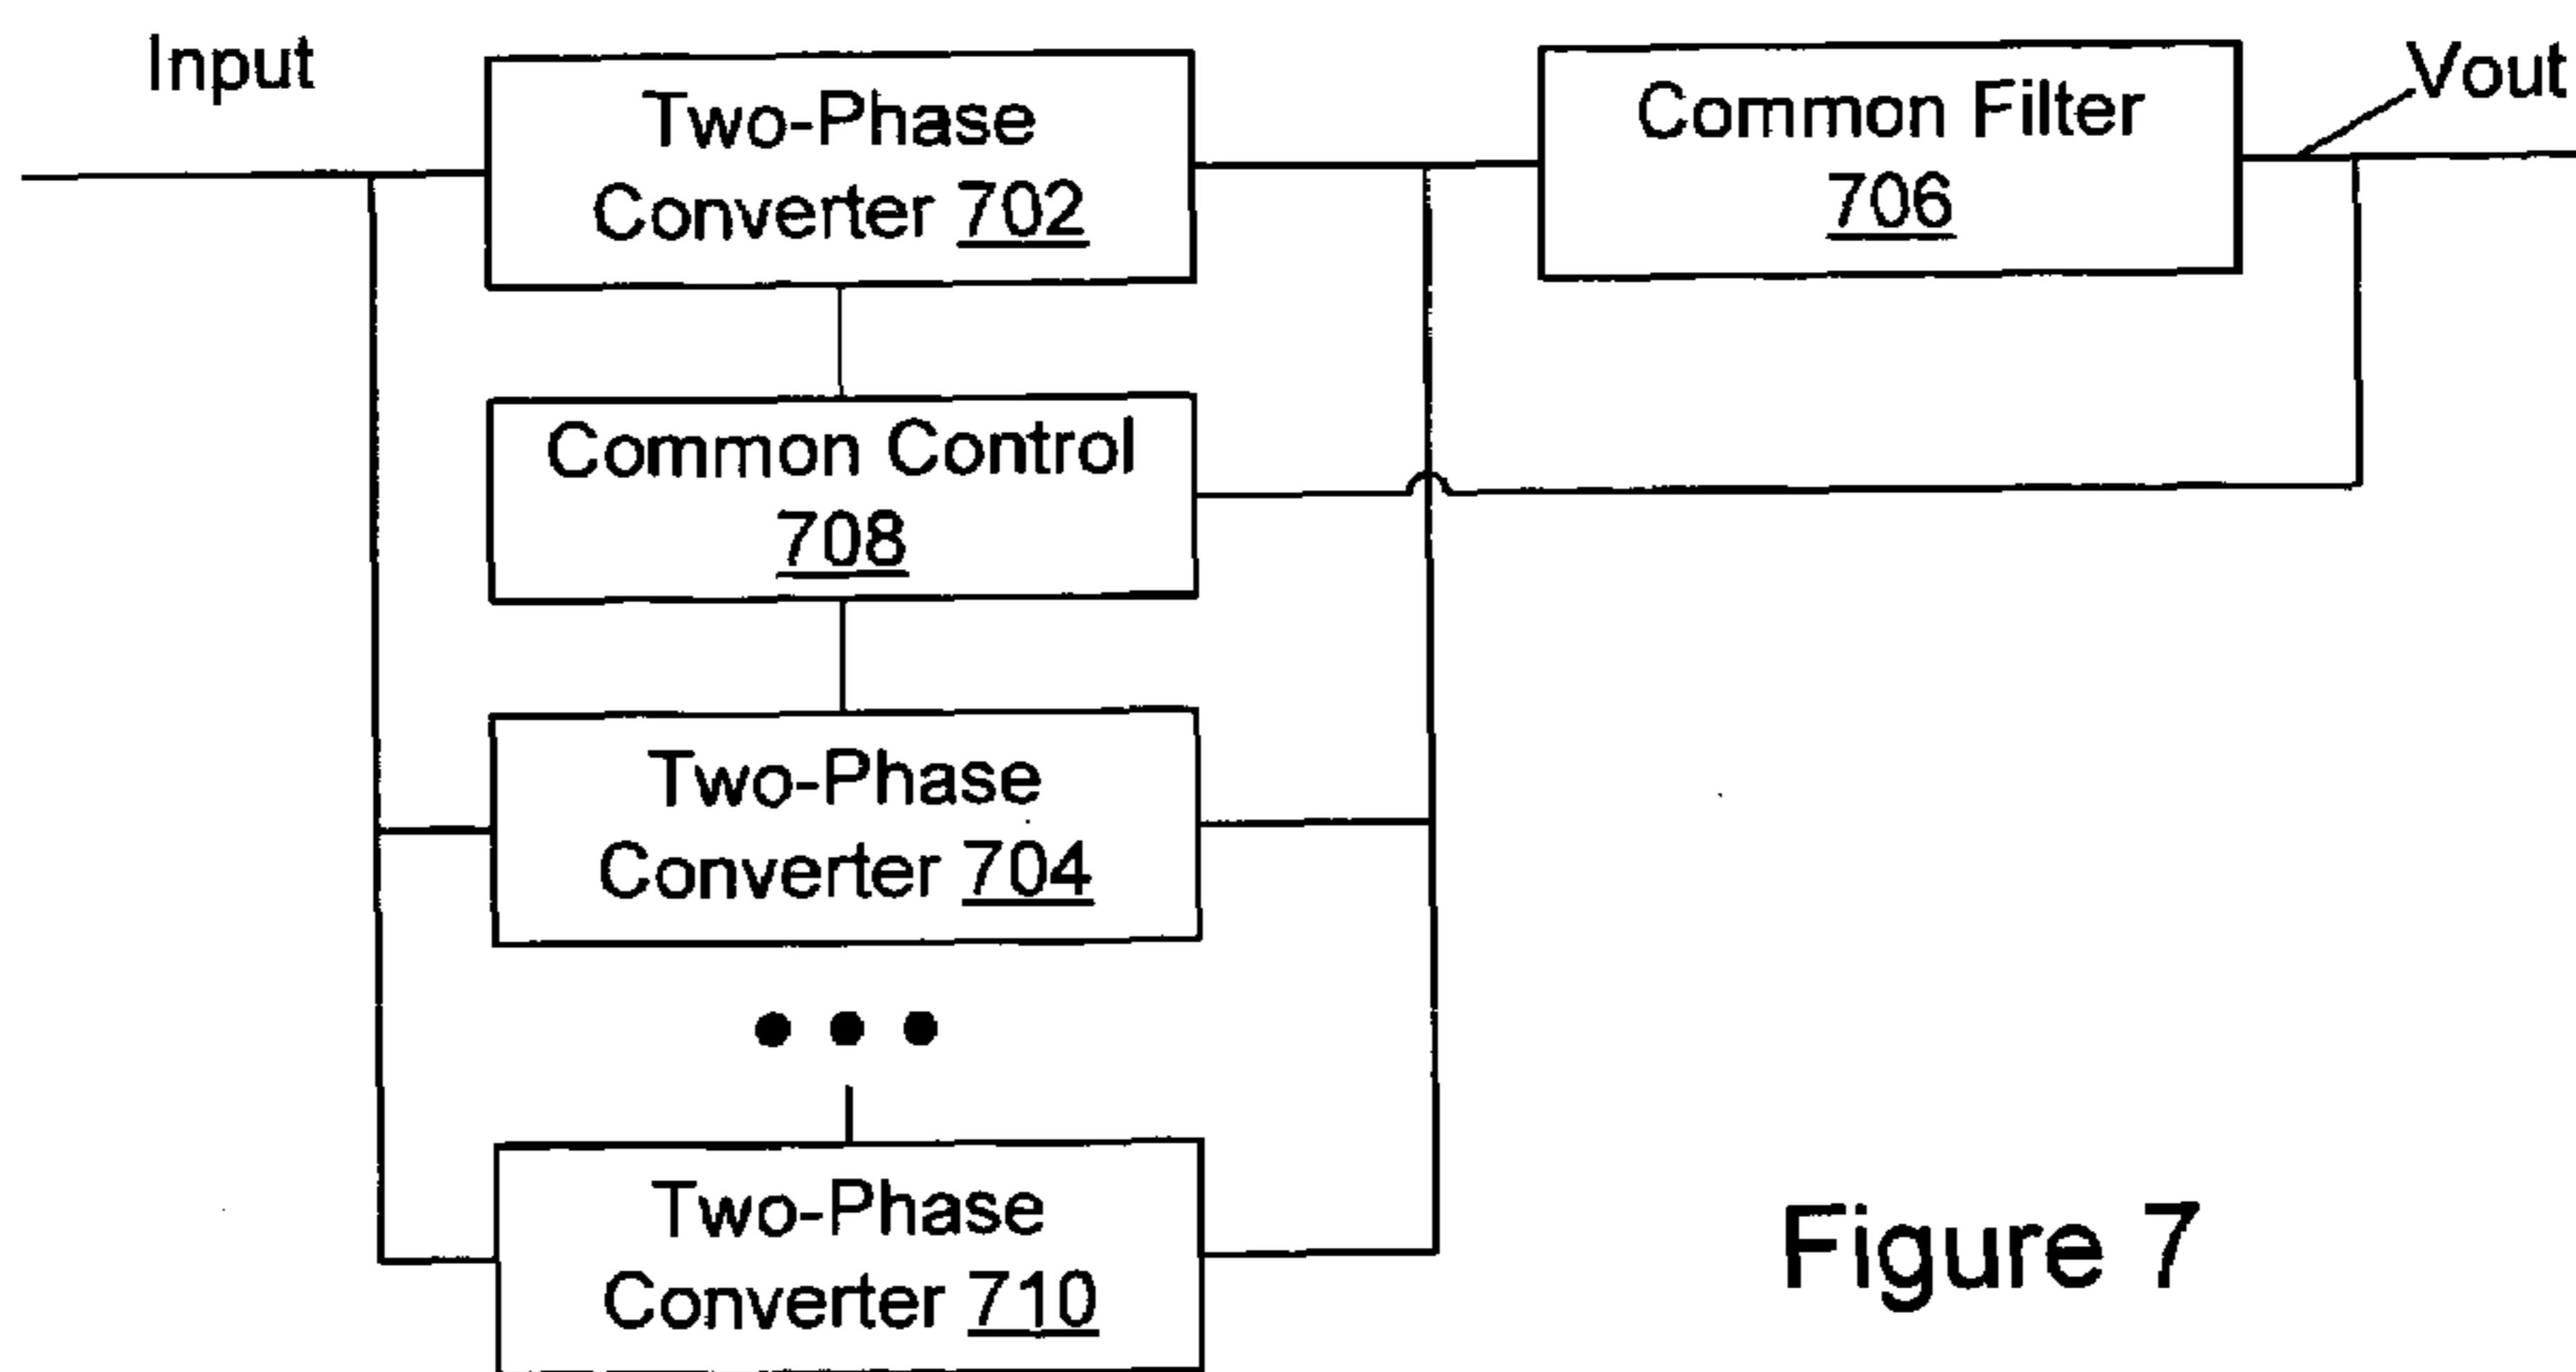 Input
Two-Phase
Converter 702
Common Filter
706
Vout
Common Control
708
Two-Phase
Converter 704
Two-Phase
Converter 710
Figure 7